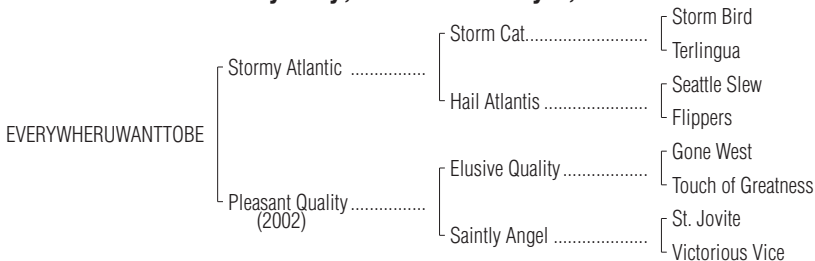 Storm Bird
Storm Cat
Terlingua
Stormy Atlantic
Seattle Slew
Hail Atlantis
Flippers
EVERYWHERUWANTTOBE
Gone West
Elusive Quality
Touch of Greatness
Pleasant Quality
(2002)
St. Jovite
Saintly Angel
Victorious Vice